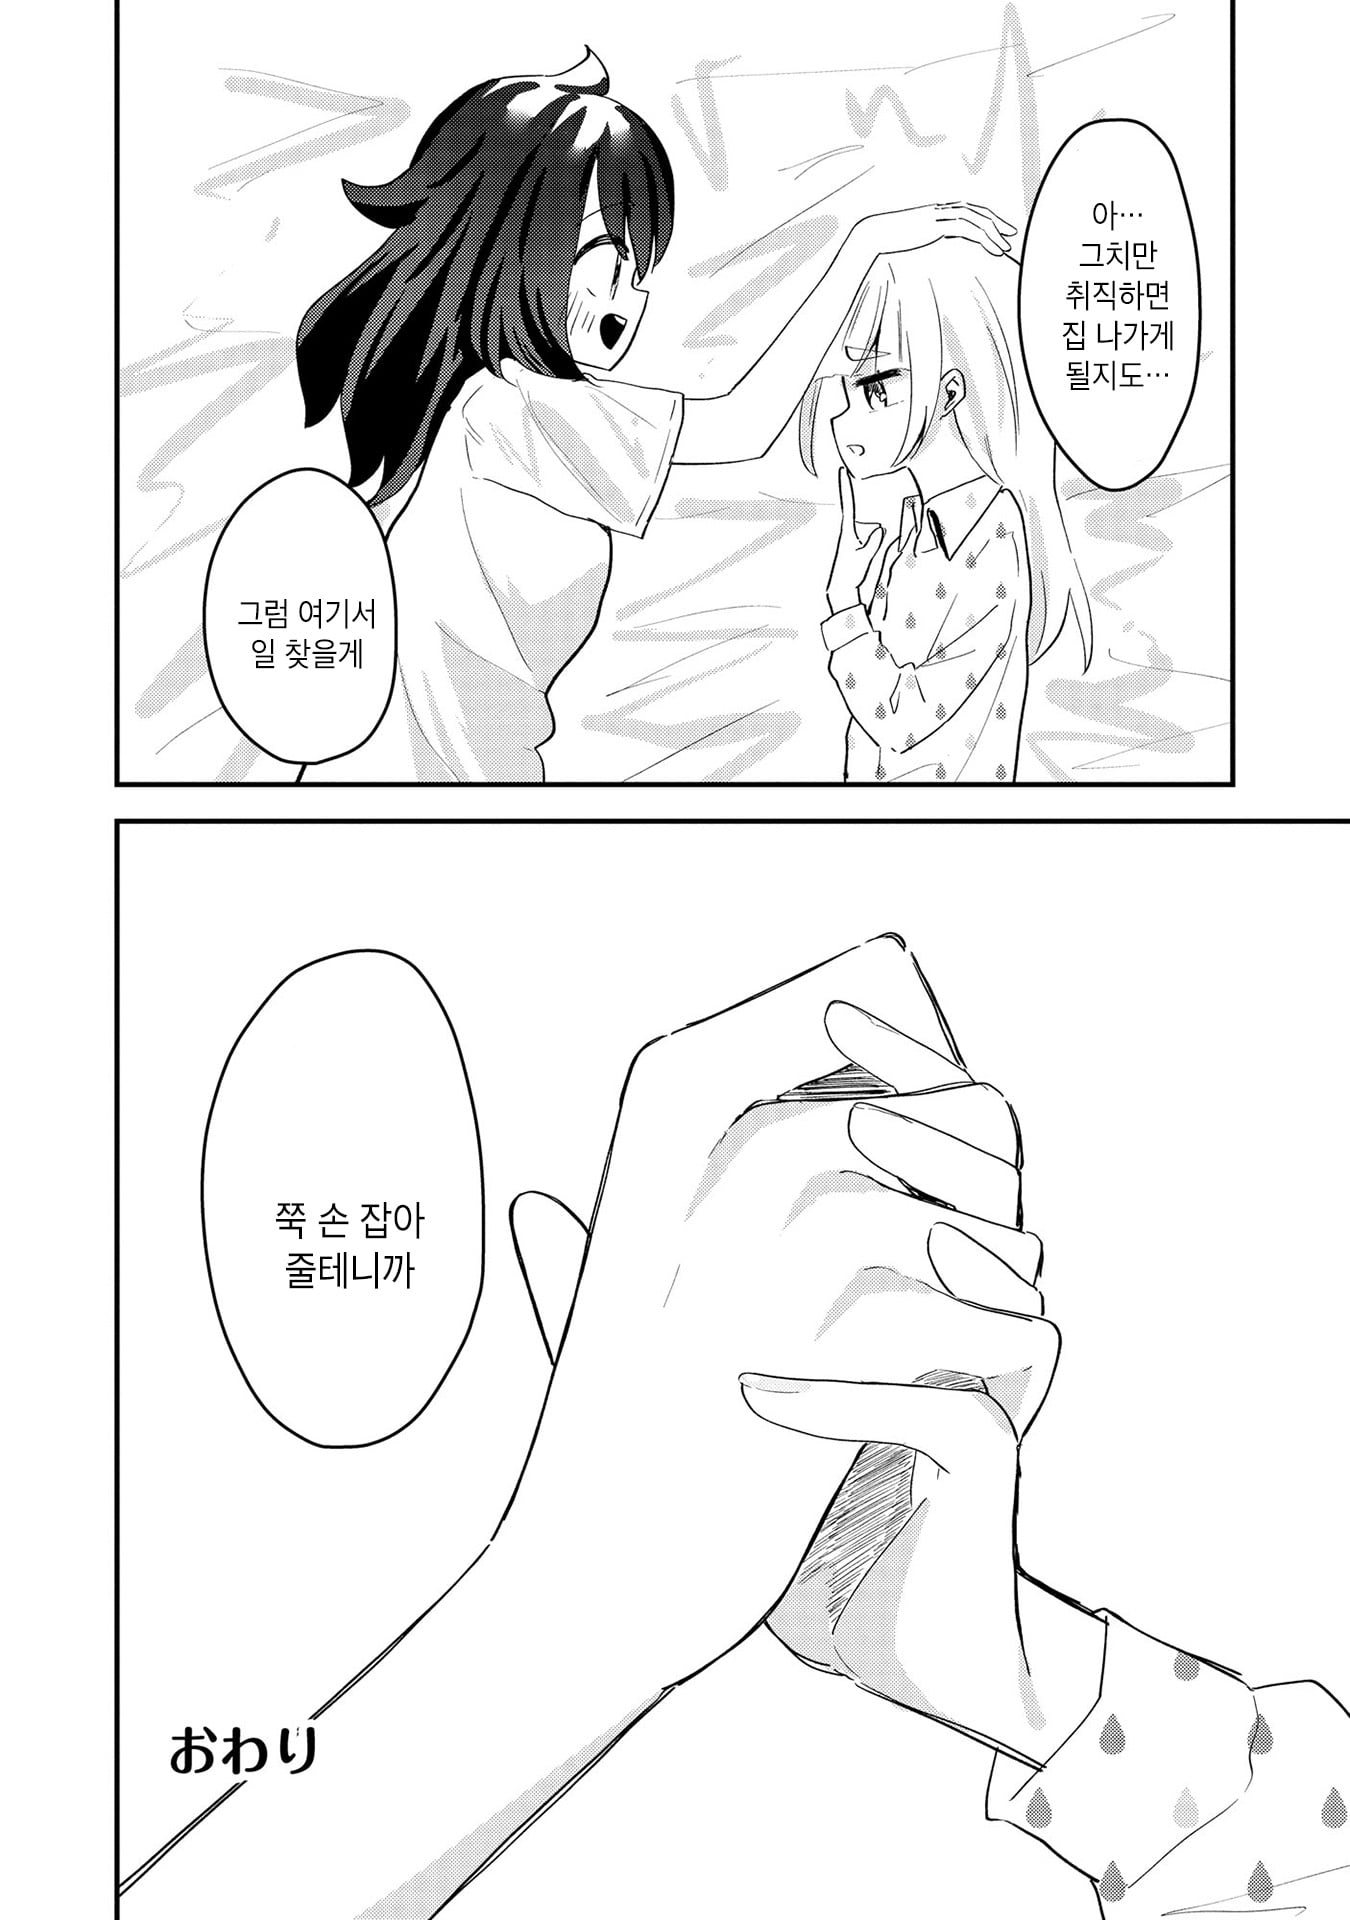 아…
그치만
취직하면
집 나가게
될지도…
그럼 여기서
일 찾을게
쭉 손 잡아
줄테니까
おわり